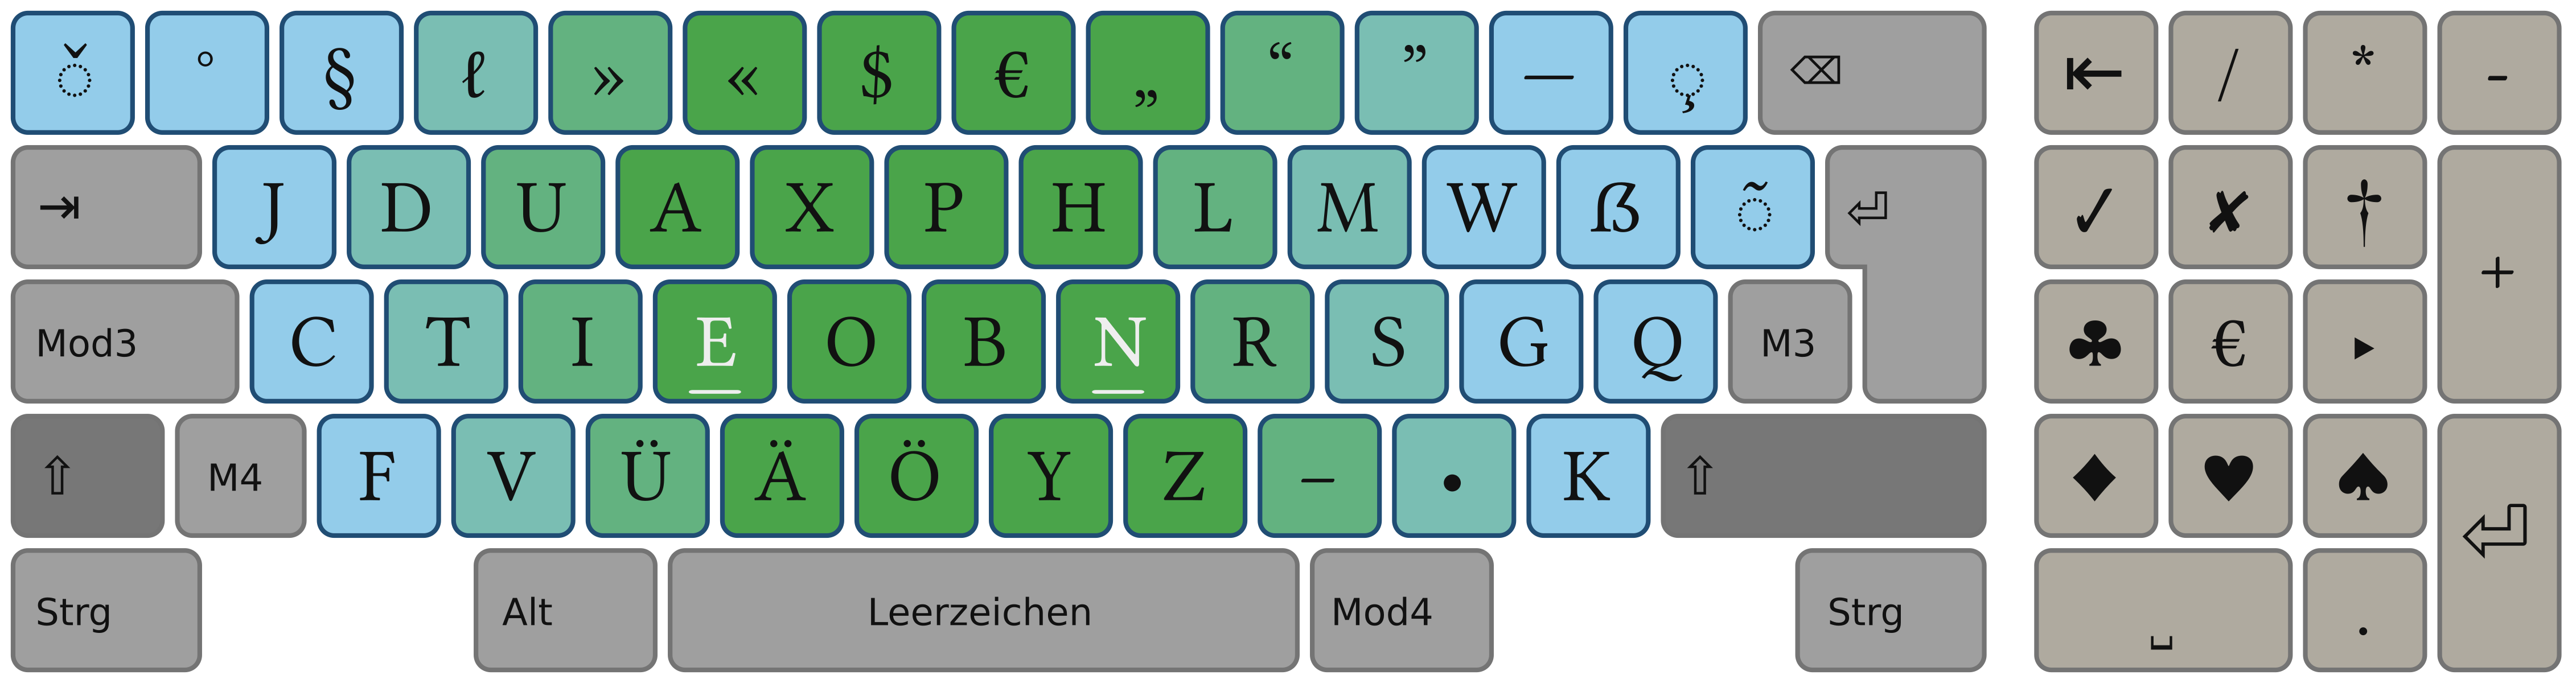 ◌̌ ° § ℓ » « $ € „ “ ” — ◌̧ ⌫ ⇤ / * -
⇥ J D U A X P H L M W ẞ ◌̃ ⏎ ✓ ✘ † +
Mod3 C T I E O B N R S G Q M3 ♣ € ▸
⇧ M4 F V Ü Ä Ö Y Z – • K ⇧ ♦ ♥ ♠ ⏎
Strg Alt Leerzeichen Mod4 Strg ␣ .